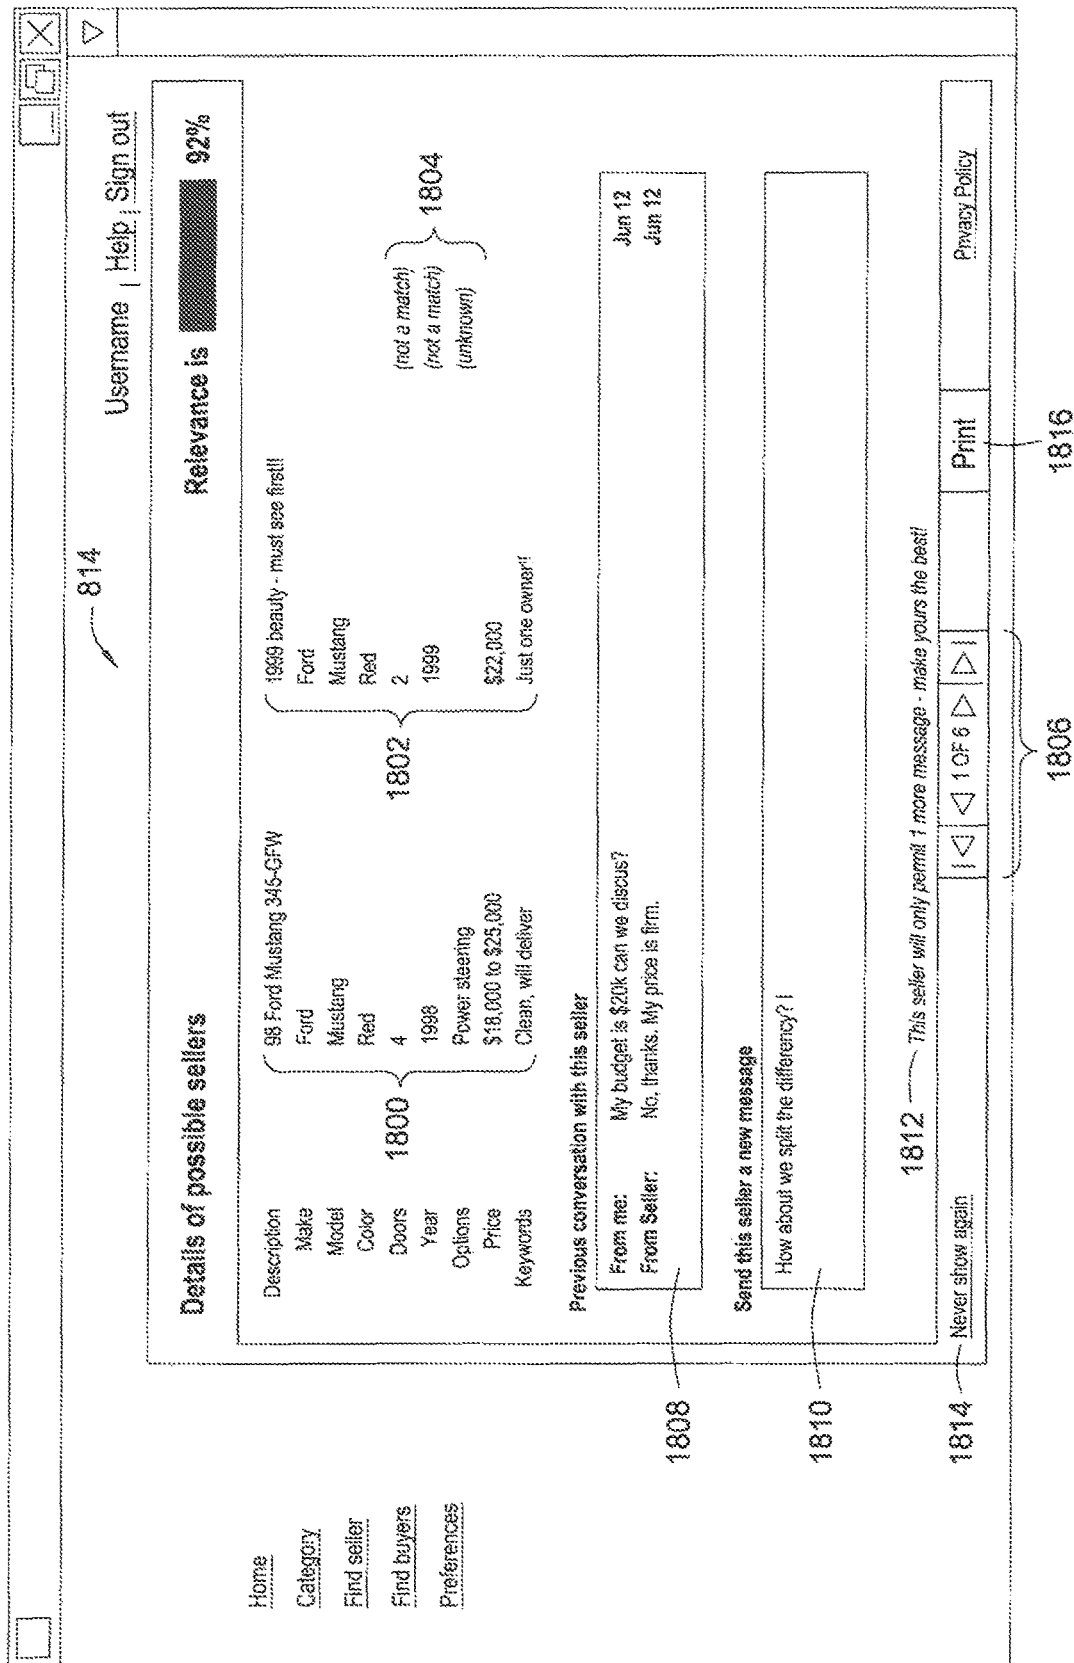 814
Username | Help | Sign out
Home
Category
Find seller
Find buyers
Preferences
Details of possible sellers
Relevance is 92%
Description 98 Ford Mustang 345-GFW 1999 beauty - must see first!!
Make Ford Ford
Model Mustang Mustang
Color Red Red
Doors 4 2 (not a match)
Year 1998 1999 (not a match)
Options Power steering (unknown)
Price $18,000 to $25,000 $22,000
Keywords Clean, will deliver Just one owner!!
1800
1802
1804
Previous conversation with this seller
From me: My budget is $20k can we discus? Jun 12
From Seller: No, thanks. My price is firm. Jun 12
1808
Send this seller a new message
How about we split the differency? |
1810
1812 This seller will only permit 1 more message - make yours the best!
1814 Never show again
1 OF 6
Print
Privacy Policy
1806
1816